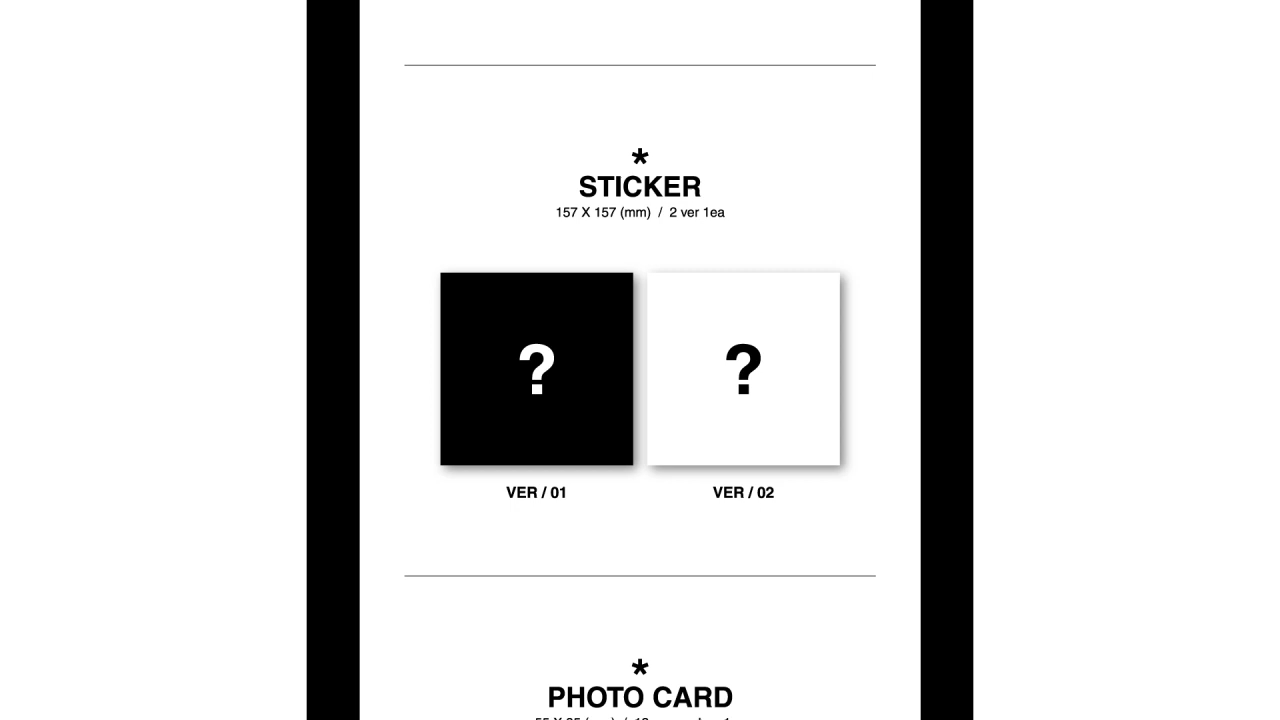 *
STICKER
157 X 157 (mm) / 2 ver 1ea
? ?
VER / 01 VER / 02
*
PHOTO CARD